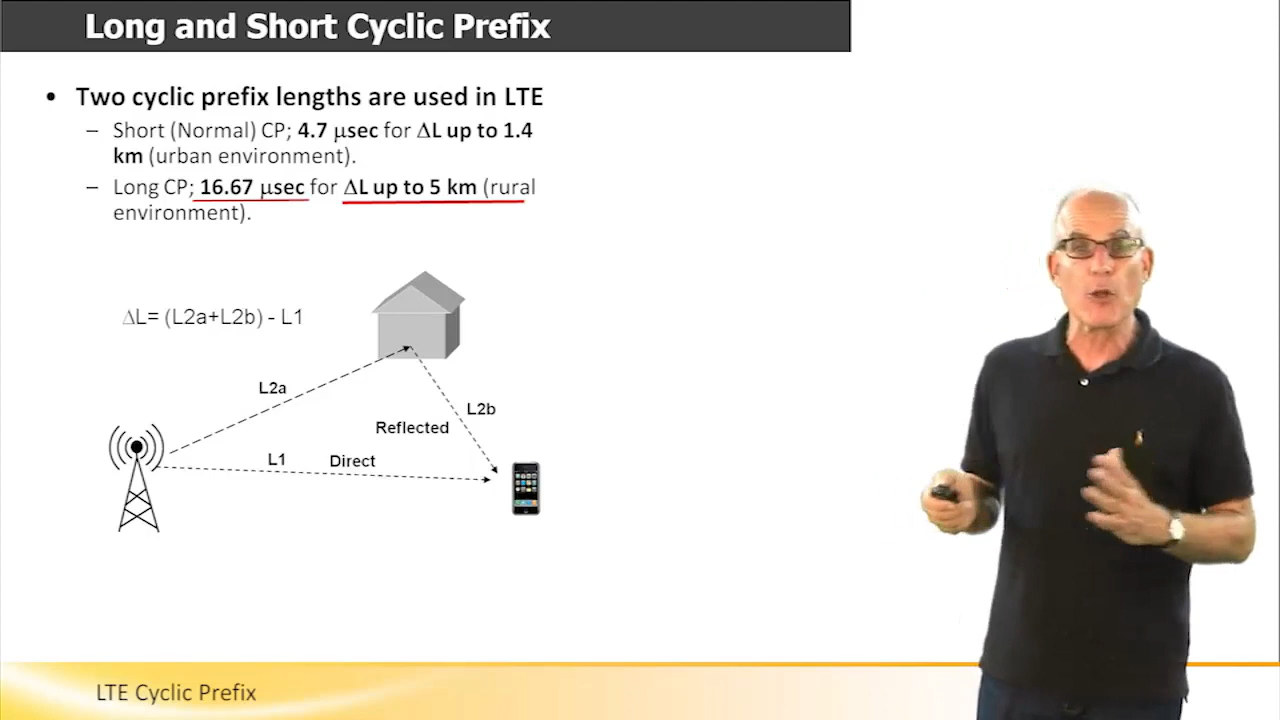 Long and Short Cyclic Prefix
• Two cyclic prefix lengths are used in LTE
– Short (Normal) CP; 4.7 μsec for ΔL up to 1.4
km (urban environment).
– Long CP; 16.67 μsec for ΔL up to 5 km (rural
environment).
ΔL= (L2a+L2b) - L1
L2a
L2b
Reflected
L1
Direct
LTE Cyclic Prefix